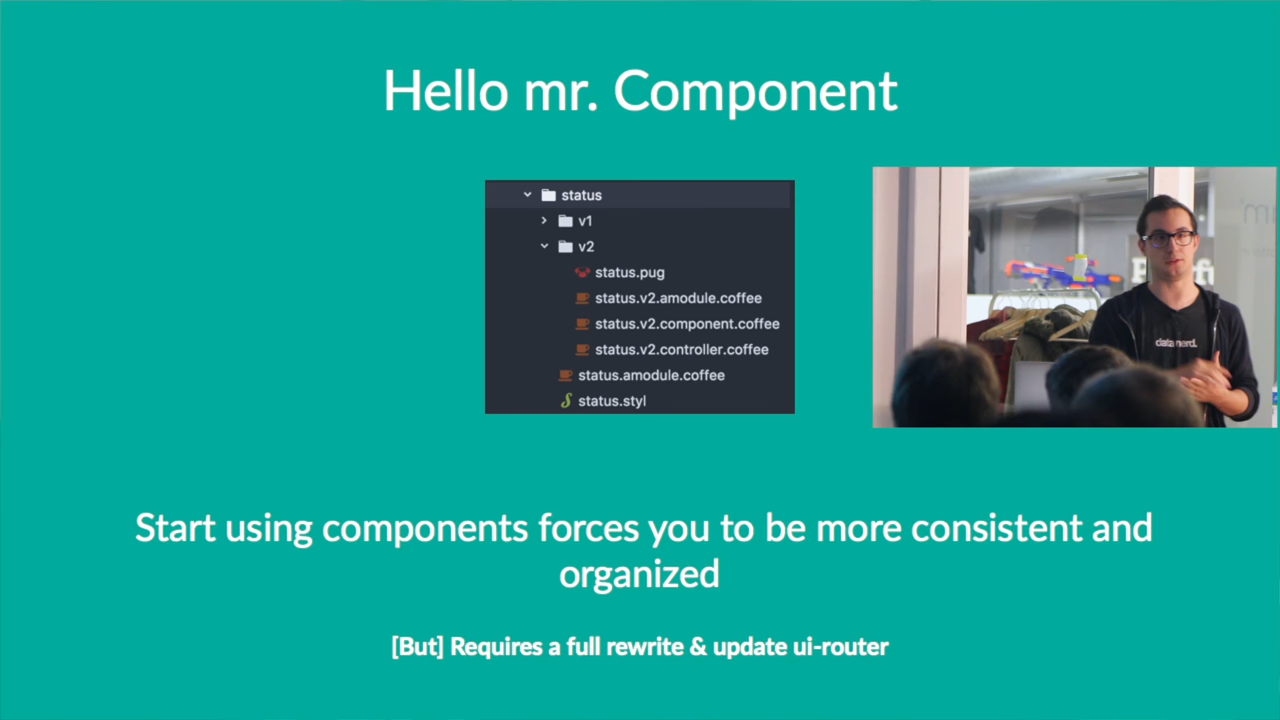 Hello mr. Component
status
v1
v2
status.pug
status.v2.amodule.coffee
status.v2.component.coffee
status.v2.controller.coffee
status.amodule.coffee
status.styl
data nerd.
Start using components forces you to be more consistent and
organized
[But] Requires a full rewrite & update ui-router